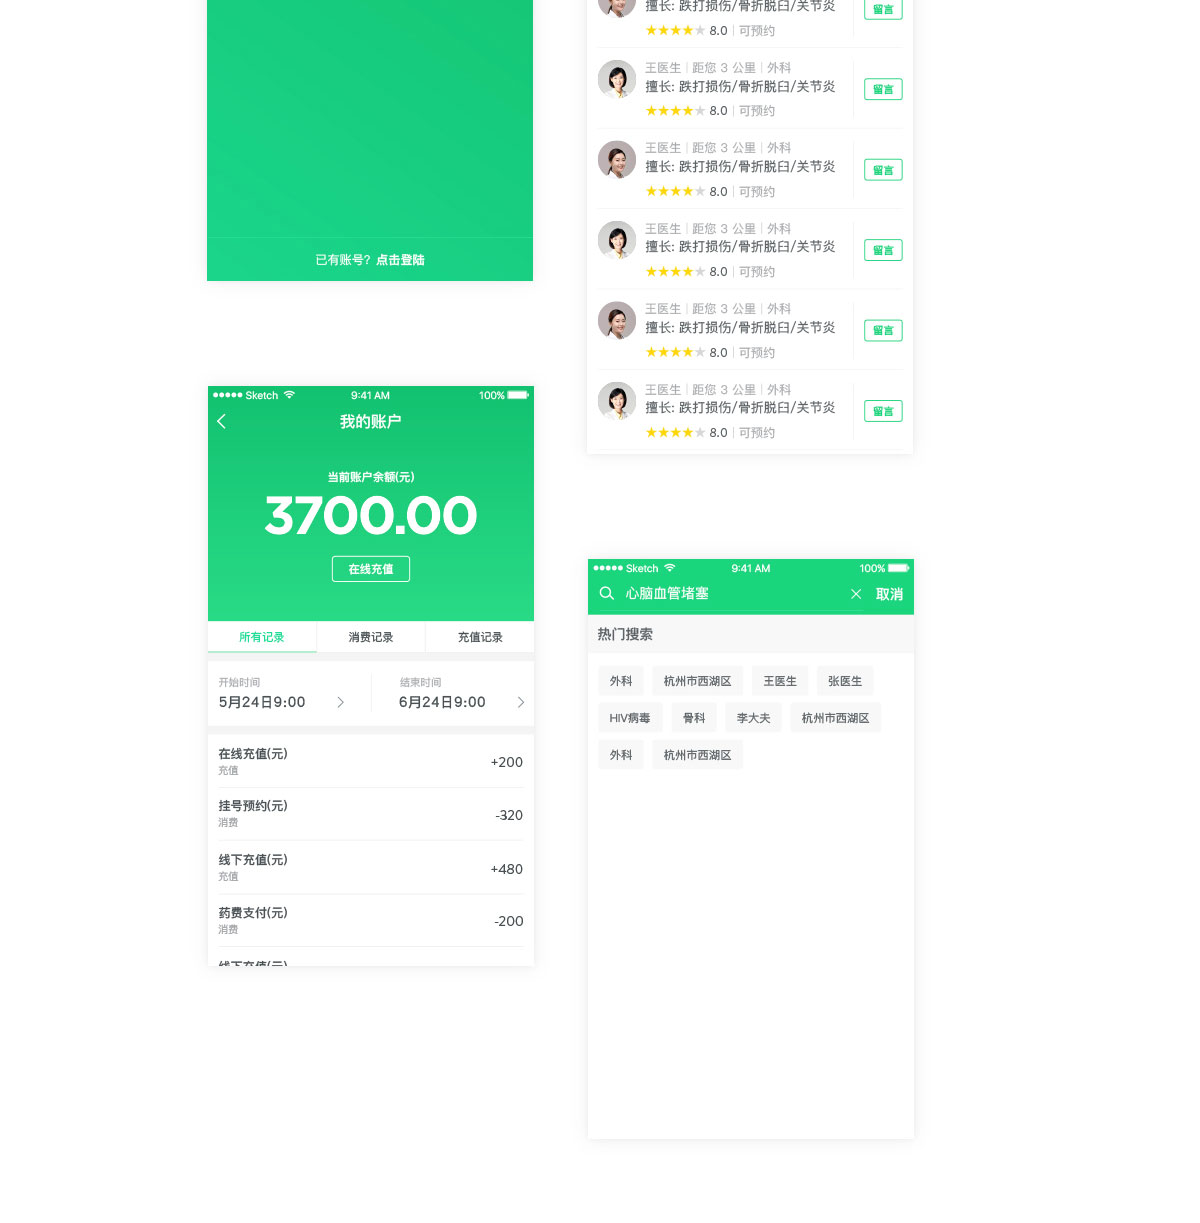 已有账号? 点击登陆
●●●●● Sketch 9:41 AM 100%
我的账户
当前账户余额(元)
3700.00
在线充值
所有记录 消费记录 充值记录
开始时间 结束时间
5月24日9:00 6月24日9:00
在线充值(元)
充值
+200
挂号预约(元)
消费
-320
线下充值(元)
充值
+480
药费支付(元)
消费
-200
线下充值(元)
擅长: 跌打损伤/骨折脱臼/关节炎
留言
★★★★★ 8.0 | 可预约
王医生 | 距您 3 公里 | 外科
擅长: 跌打损伤/骨折脱臼/关节炎
留言
★★★★★ 8.0 | 可预约
王医生 | 距您 3 公里 | 外科
擅长: 跌打损伤/骨折脱臼/关节炎
留言
★★★★★ 8.0 | 可预约
王医生 | 距您 3 公里 | 外科
擅长: 跌打损伤/骨折脱臼/关节炎
留言
★★★★★ 8.0 | 可预约
王医生 | 距您 3 公里 | 外科
擅长: 跌打损伤/骨折脱臼/关节炎
留言
★★★★★ 8.0 | 可预约
王医生 | 距您 3 公里 | 外科
擅长: 跌打损伤/骨折脱臼/关节炎
留言
★★★★★ 8.0 | 可预约
●●●●● Sketch 9:41 AM 100%
心脑血管堵塞 取消
热门搜索
外科 杭州市西湖区 王医生 张医生
HIV病毒 骨科 李大夫 杭州市西湖区
外科 杭州市西湖区